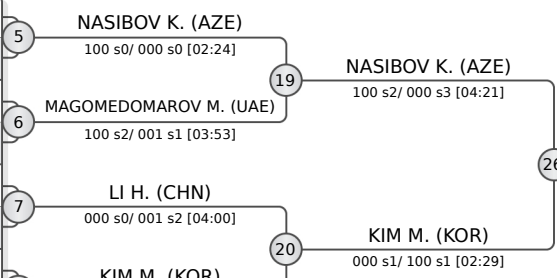 NASIBOV K. (AZE)
5
100 s0/ 000 s0 [02:24]
19
NASIBOV K. (AZE)
100 s2/ 000 s3 [04:21]
MAGOMEDOMAROV M. (UAE)
6
100 s2/ 001 s1 [03:53]
26
LI H. (CHN)
7
000 s0/ 001 s2 [04:00]
20
KIM M. (KOR)
000 s1/ 100 s1 [02:29]
KIM M. (KOR)